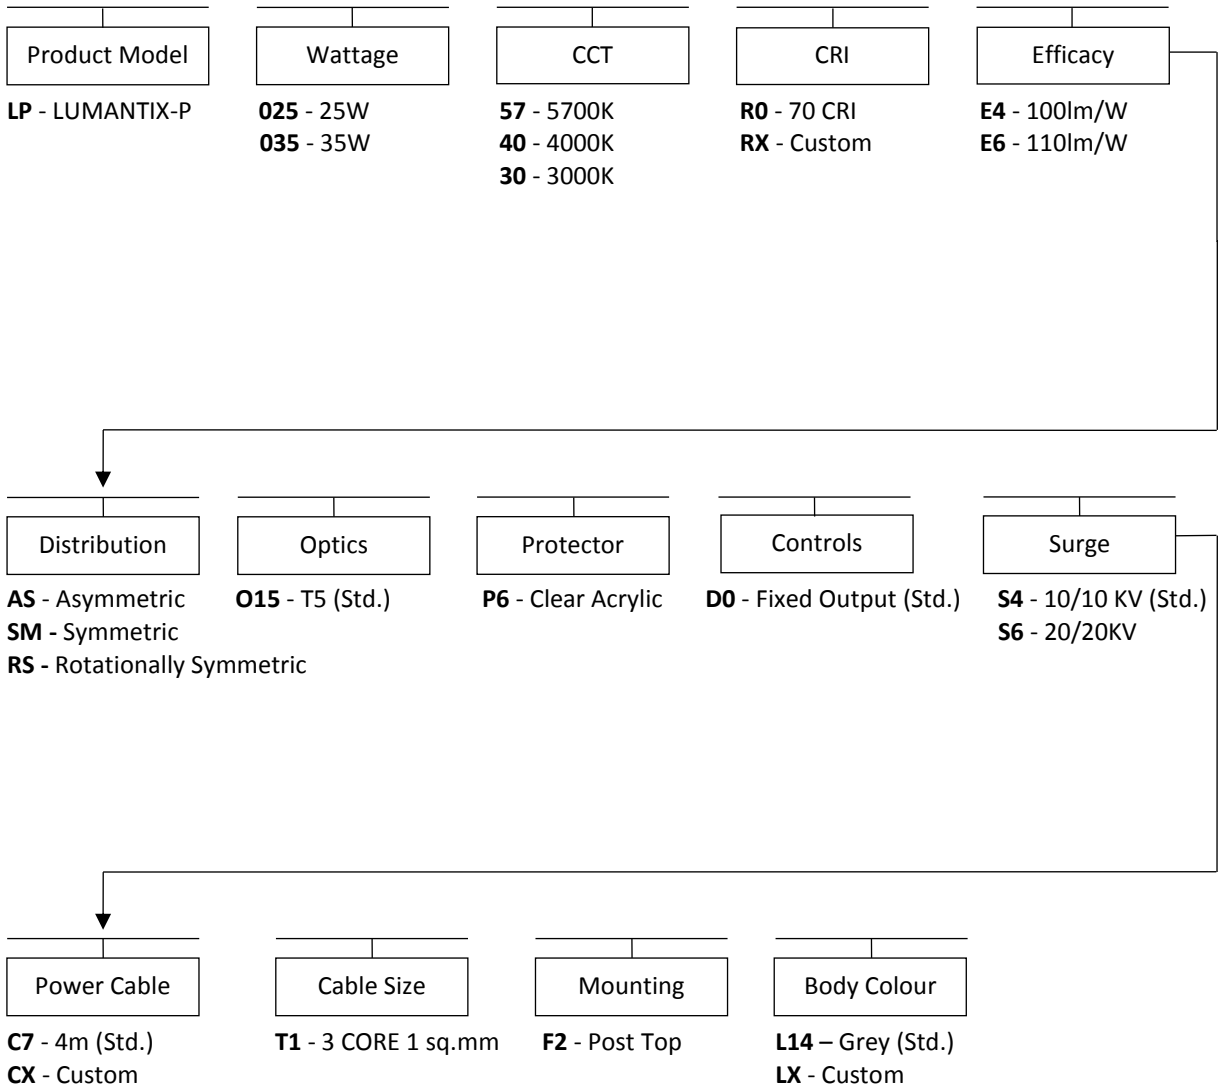 Product Model
Wattage
CCT
CRI
Efficacy
LP - LUMANTIX-P
025 - 25W
035 - 35W
57 - 5700K
40 - 4000K
30 - 3000K
R0 - 70 CRI
RX - Custom
E4 - 100lm/W
E6 - 110lm/W
Distribution
Optics
Protector
Controls
Surge
AS - Asymmetric
SM - Symmetric
RS - Rotationally Symmetric
O15 - T5 (Std.)
P6 - Clear Acrylic
D0 - Fixed Output (Std.)
S4 - 10/10 KV (Std.)
S6 - 20/20KV
Power Cable
Cable Size
Mounting
Body Colour
C7 - 4m (Std.)
CX - Custom
T1 - 3 CORE 1 sq.mm
F2 - Post Top
L14 – Grey (Std.)
LX - Custom